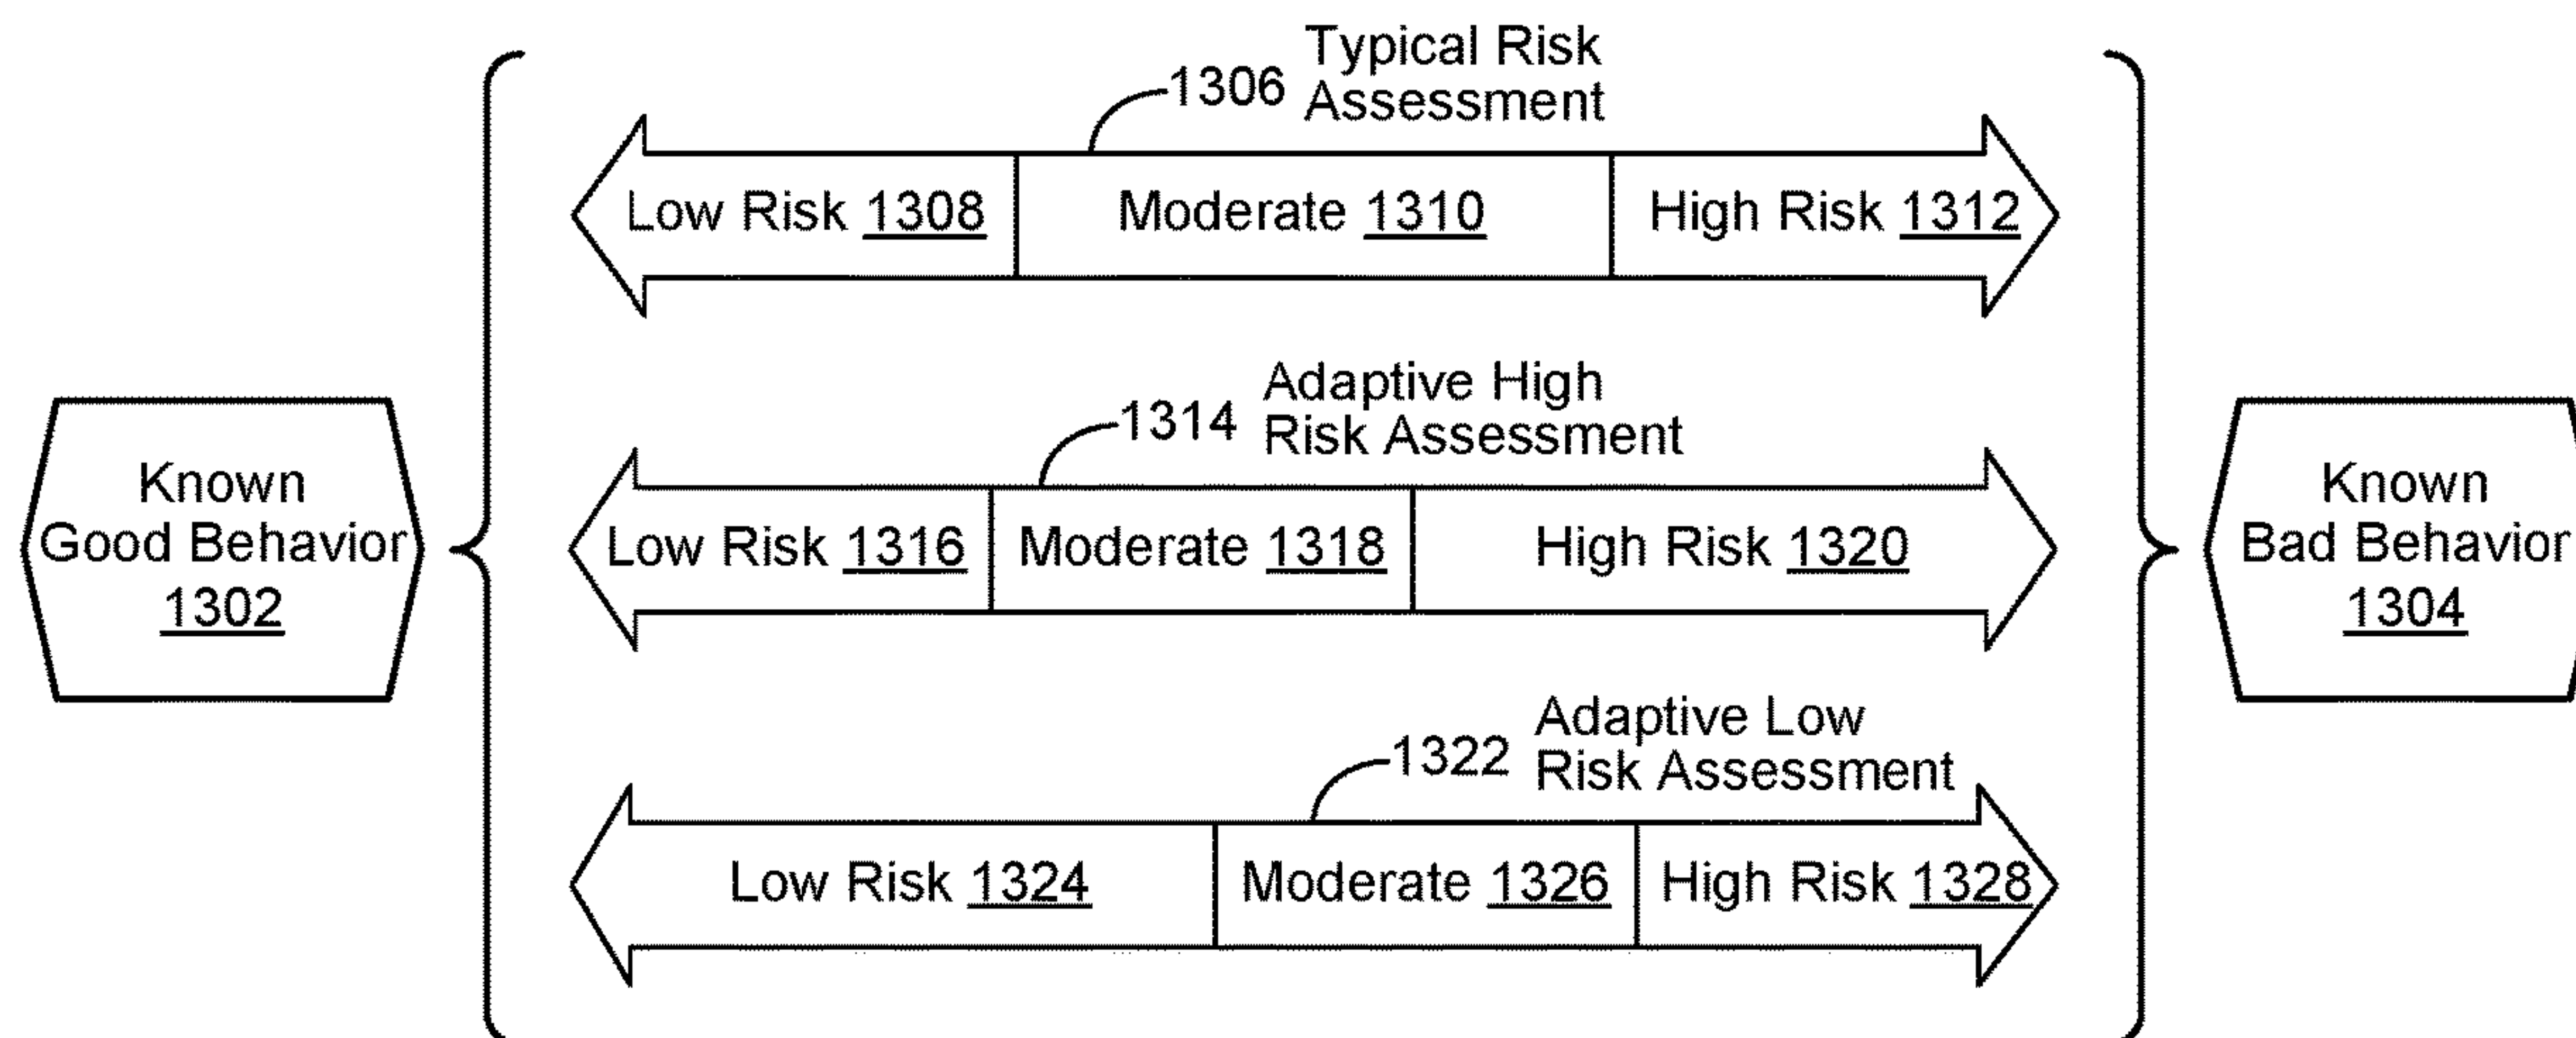 Typical Risk
1306 Assessment
Low Risk 1308 Moderate 1310 High Risk 1312
Adaptive High
1314 Risk Assessment
Known
Good Behavior
1302
Low Risk 1316 Moderate 1318 High Risk 1320
Known
Bad Behavior
1304
Adaptive Low
1322 Risk Assessment
Low Risk 1324 Moderate 1326 High Risk 1328